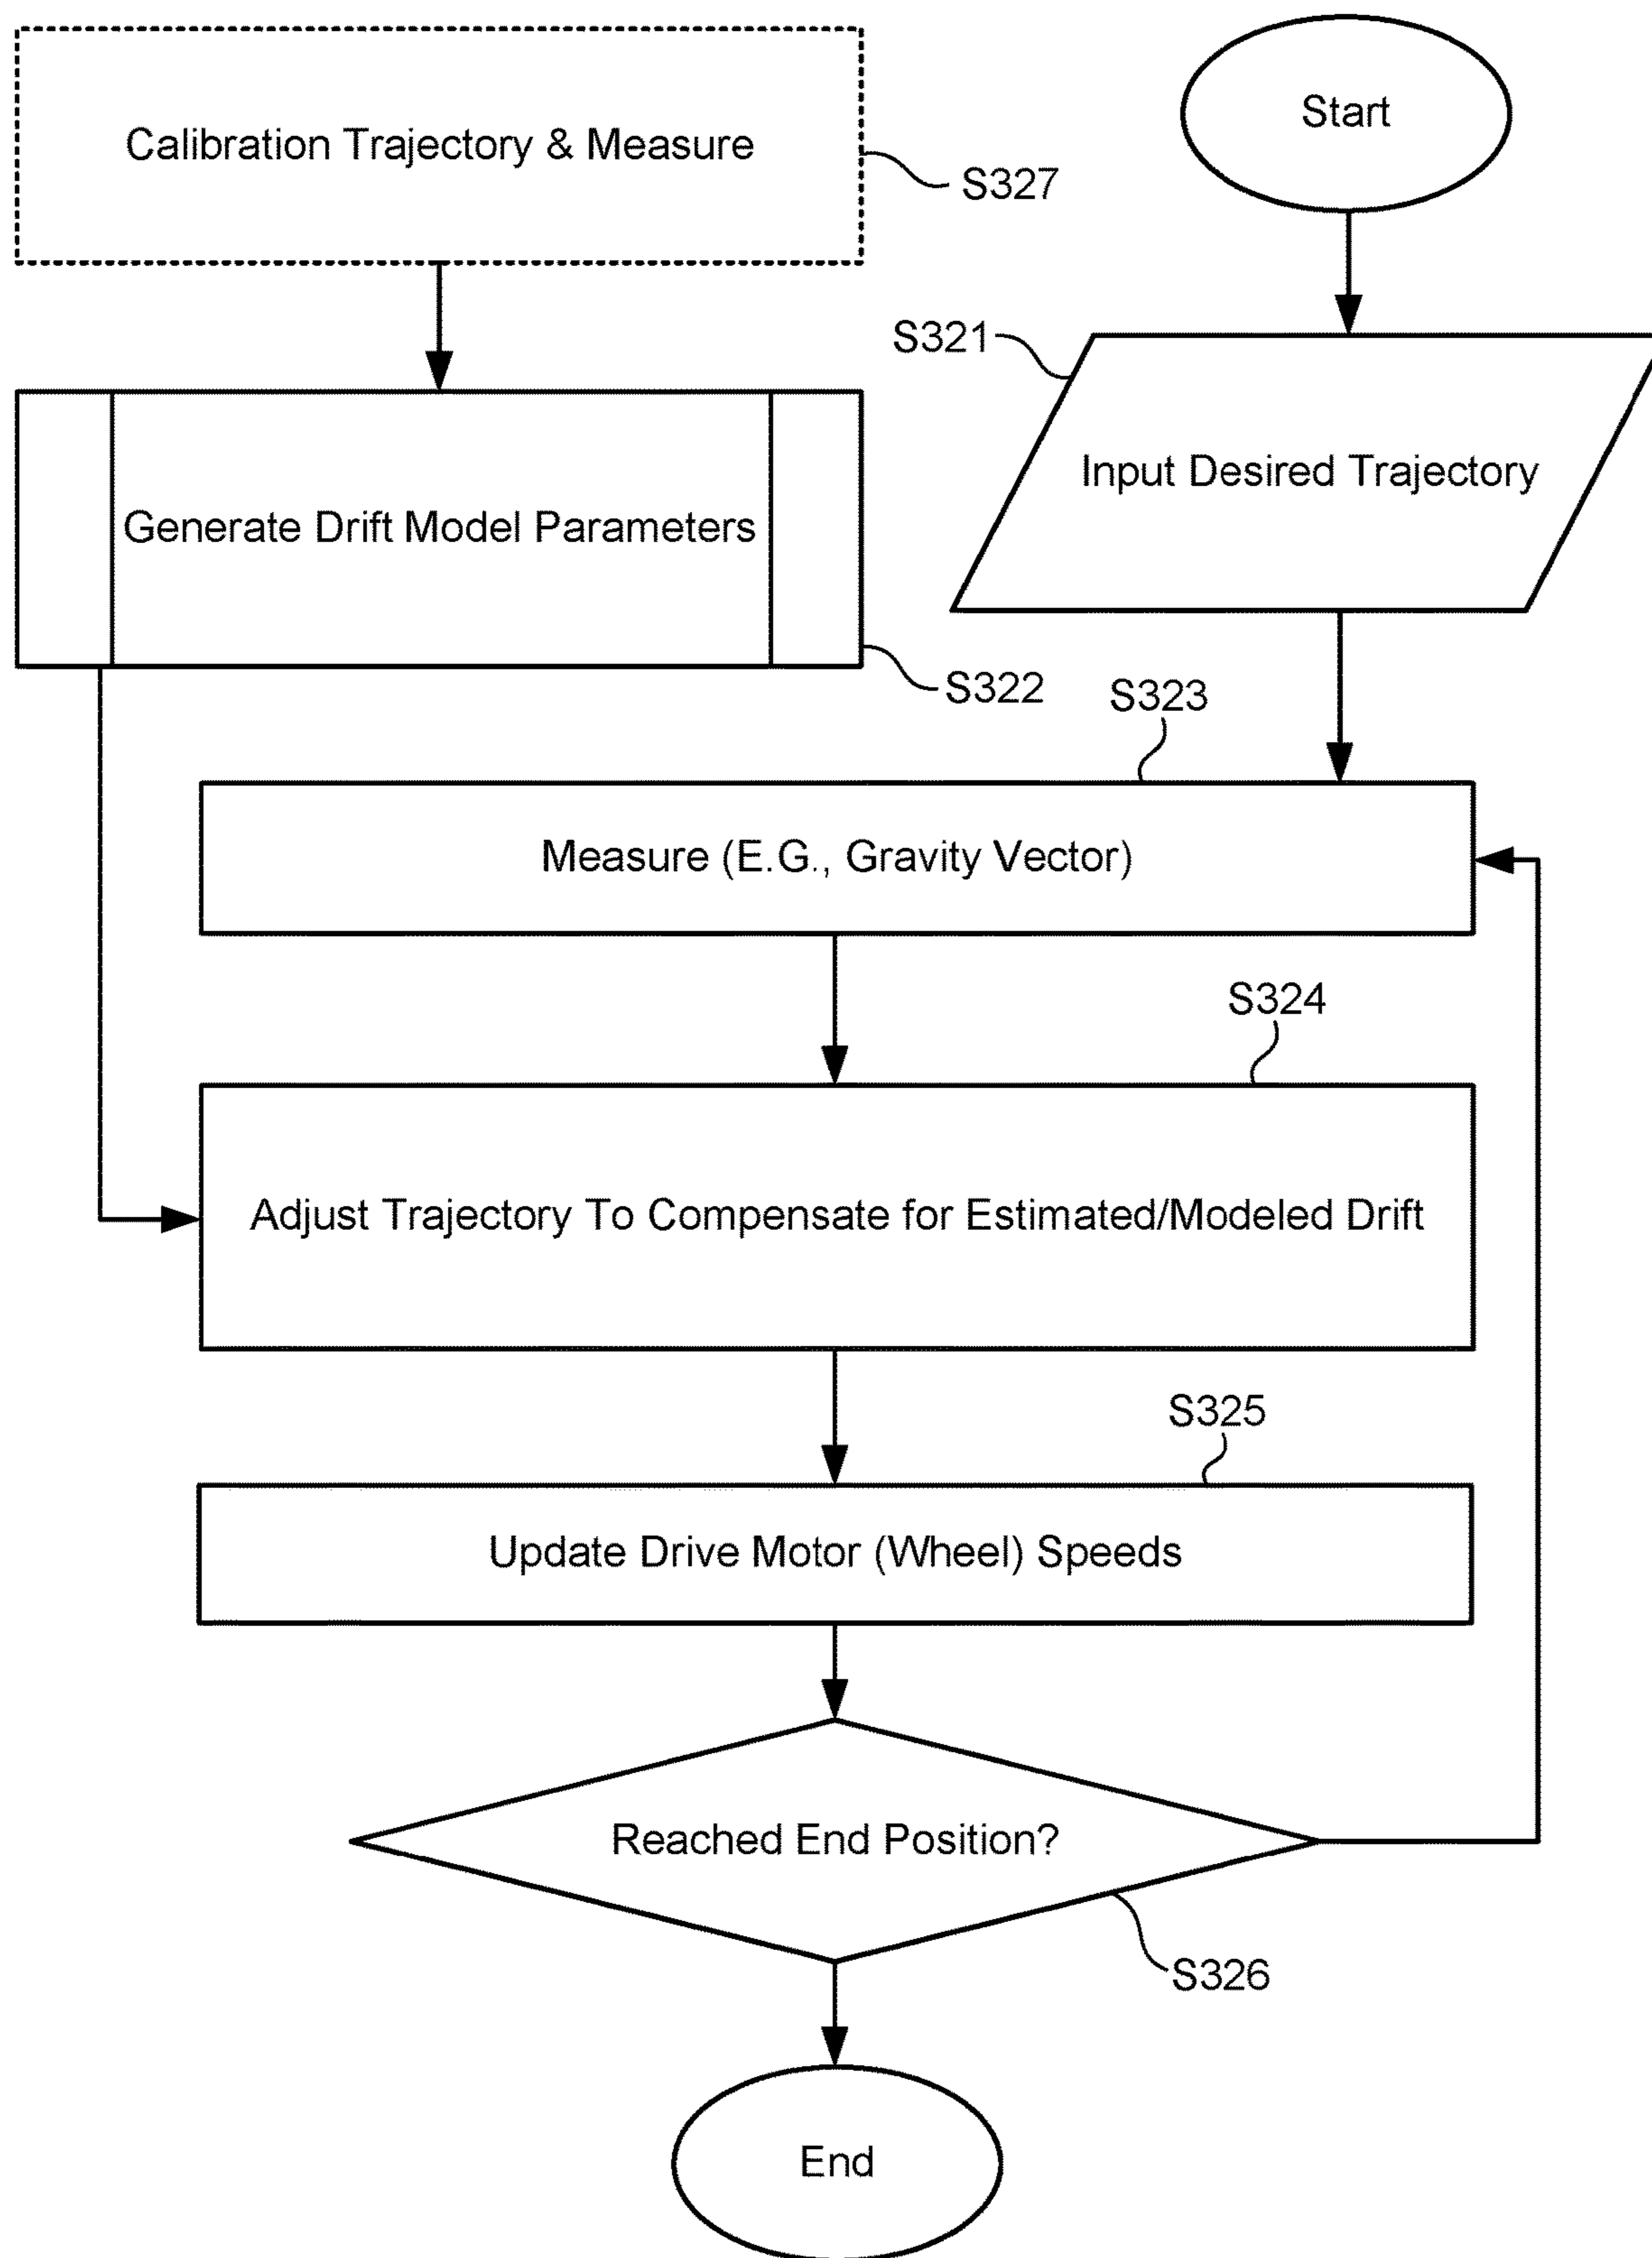 Calibration Trajectory & Measure
S327
Start
S321
Input Desired Trajectory
Generate Drift Model Parameters
S322
S323
Measure (E.G., Gravity Vector)
S324
Adjust Trajectory To Compensate for Estimated/Modeled Drift
S325
Update Drive Motor (Wheel) Speeds
Reached End Position?
S326
End